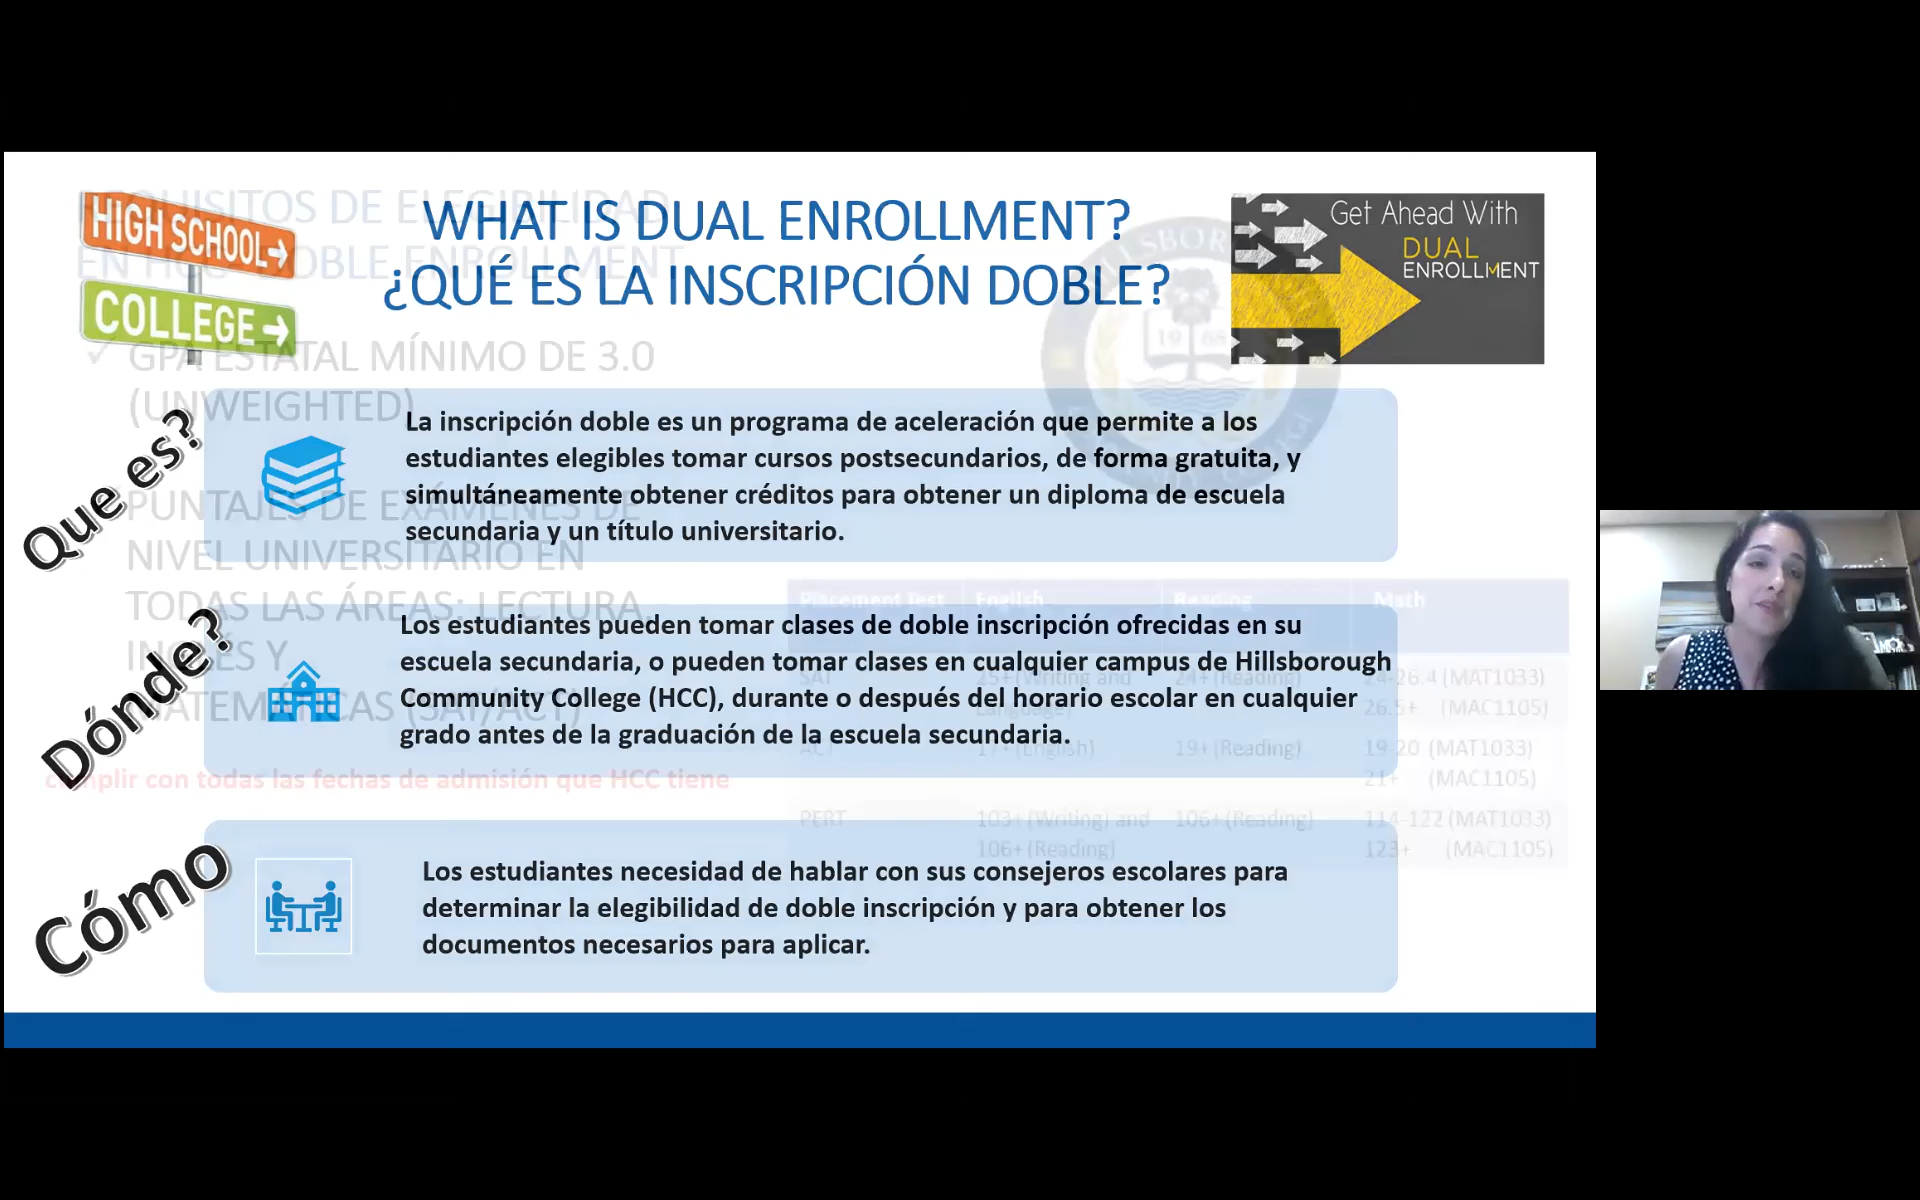 WHAT IS DUAL ENROLLMENT?
¿QUÉ ES LA INSCRIPCIÓN DOBLE?
HIGH SCHOOL
COLLEGE
Get Ahead With
DUAL
ENROLLMENT
REQUISITOS DE ELEGIBILIDAD
EN HCC DOBLE ENROLLMENT
✓ GPA ESTATAL MÍNIMO DE 3.0
(UNWEIGHTED)
PUNTAJES DE EXÁMENES DE
NIVEL UNIVERSITARIO EN
TODAS LAS ÁREAS: LECTURA,
INGLÉS Y
MATEMÁTICAS (SAT/ACT)
cumplir con todas las fechas de admisión que HCC tiene
Que es?
La inscripción doble es un programa de aceleración que permite a los
estudiantes elegibles tomar cursos postsecundarios, de forma gratuita, y
simultáneamente obtener créditos para obtener un diploma de escuela
secundaria y un título universitario.
Dónde?
Los estudiantes pueden tomar clases de doble inscripción ofrecidas en su
escuela secundaria, o pueden tomar clases en cualquier campus de Hillsborough
Community College (HCC), durante o después del horario escolar en cualquier
grado antes de la graduación de la escuela secundaria.
Cómo
Los estudiantes necesidad de hablar con sus consejeros escolares para
determinar la elegibilidad de doble inscripción y para obtener los
documentos necesarios para aplicar.
Placement Test English Reading Math
SAT 25+ (Writing and Language) 24+ (Reading) 24-26.4 (MAT1033)
26.5+ (MAC1105)
ACT 17+ (English) 19+ (Reading) 19-20 (MAT1033)
21+ (MAC1105)
PERT 103+ (Writing) and 106+ (Reading) 114-122 (MAT1033)
106+ (Reading) 123+ (MAC1105)
19 68